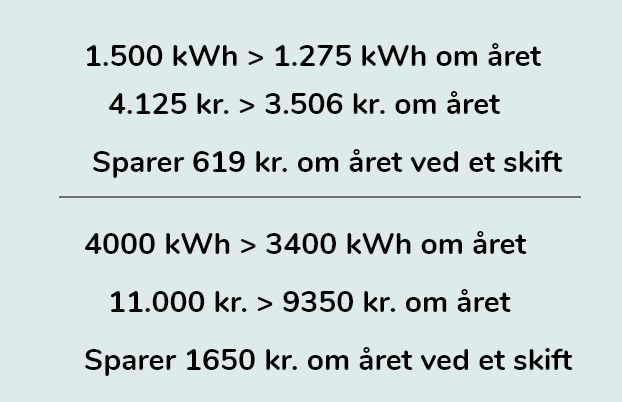 1.500 kWh > 1.275 kWh om året
4.125 kr. > 3.506 kr. om året
Sparer 619 kr. om året ved et skift
4000 kWh > 3400 kWh om året
11.000 kr. > 9350 kr. om året
Sparer 1650 kr. om året ved et skift